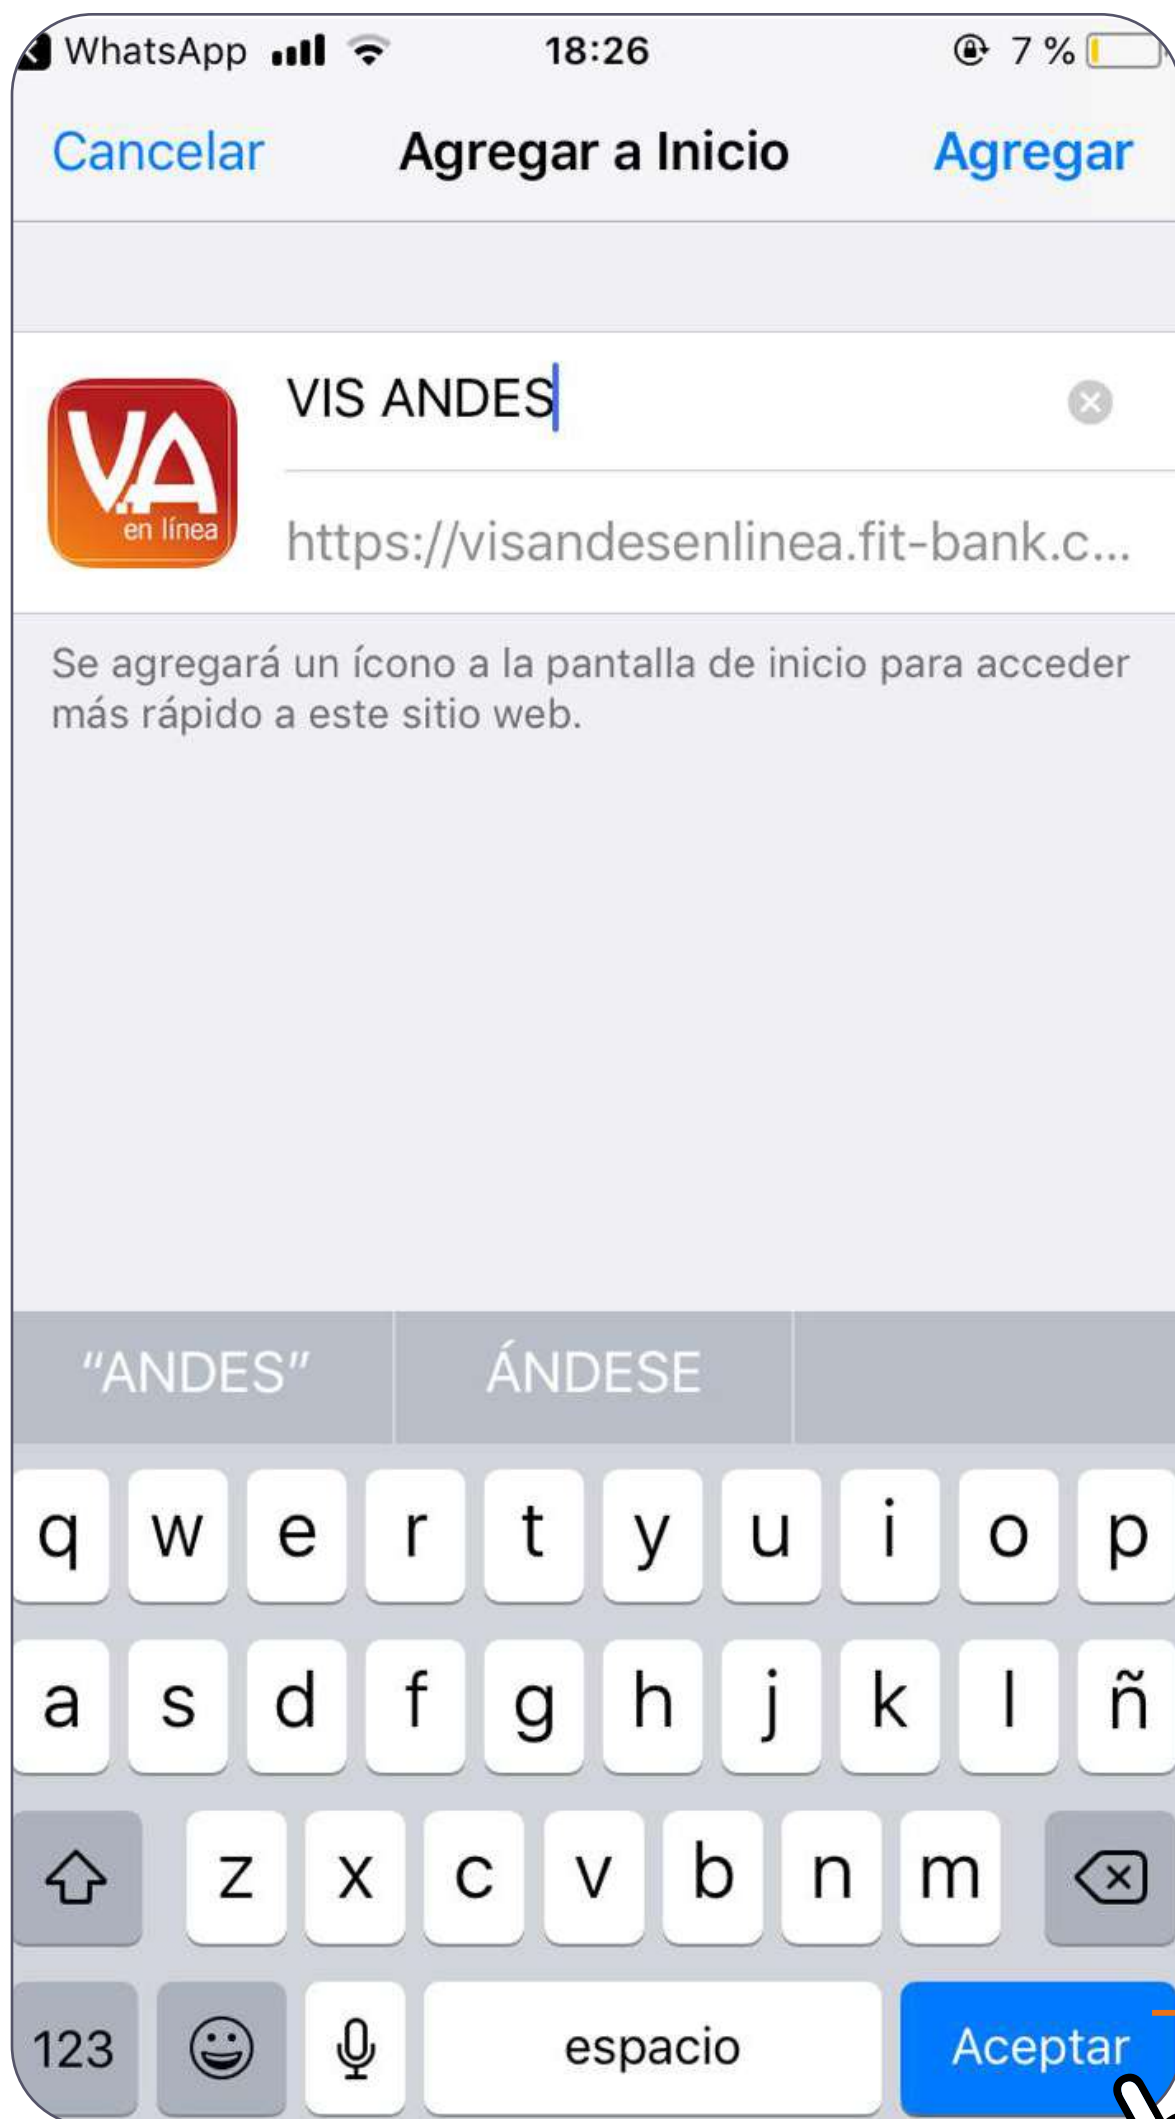 WhatsApp 18:26 7 %
Cancelar Agregar a Inicio Agregar
VIS ANDES
VA
en línea
https://visandesenlinea.fit-bank.c...
Se agregará un ícono a la pantalla de inicio para acceder
más rápido a este sitio web.
"ANDES" ÁNDESE
q w e r t y u i o p
a s d f g h j k l ñ
z x c v b n m
123 espacio Aceptar